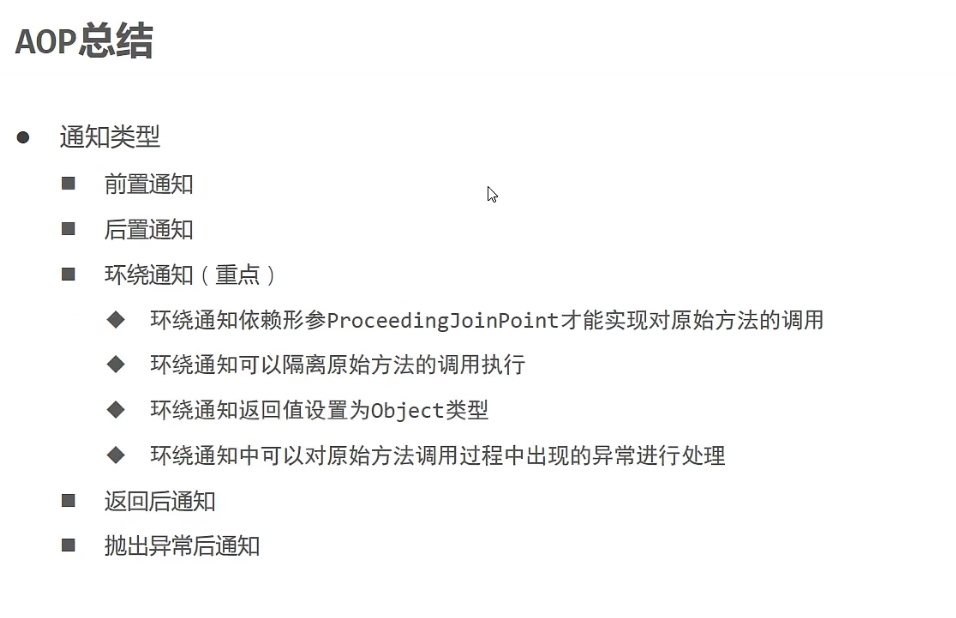 AOP总结
通知类型
前置通知
后置通知
环绕通知（重点）
环绕通知依赖形参ProceedingJoinPoint才能实现对原始方法的调用
环绕通知可以隔离原始方法的调用执行
环绕通知返回值设置为Object类型
环绕通知中可以对原始方法调用过程中出现的异常进行处理
返回后通知
抛出异常后通知